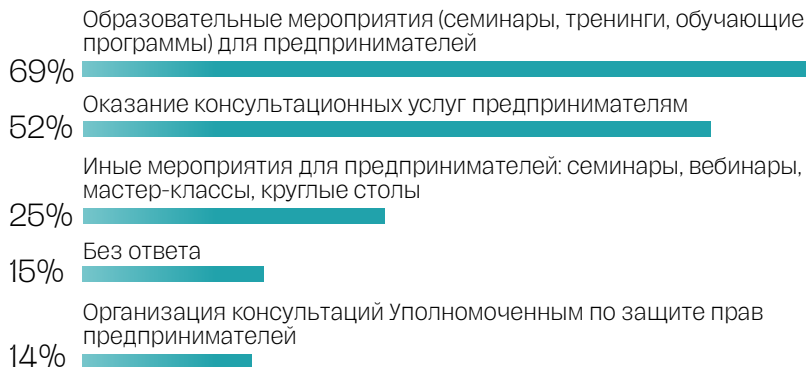 Образовательные мероприятия (семинары, тренинги, обучающие
программы) для предпринимателей
69%
Оказание консультационных услуг предпринимателям
52%
Иные мероприятия для предпринимателей: семинары, вебинары,
мастер-классы, круглые столы
25%
Без ответа
15%
Организация консультаций Уполномоченным по защите прав
предпринимателей
14%